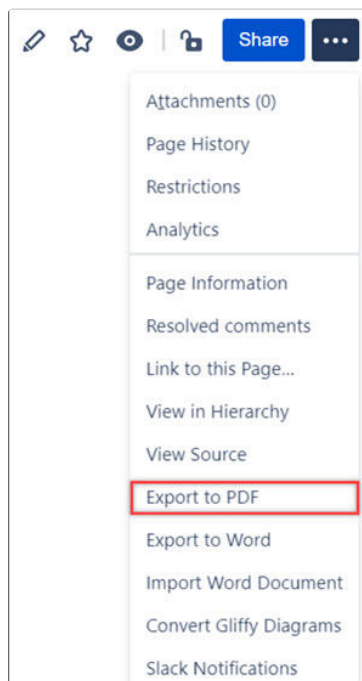 Share
Attachments (0)
Page History
Restrictions
Analytics
Page Information
Resolved comments
Link to this Page...
View in Hierarchy
View Source
Export to PDF
Export to Word
Import Word Document
Convert Gliffy Diagrams
Slack Notifications